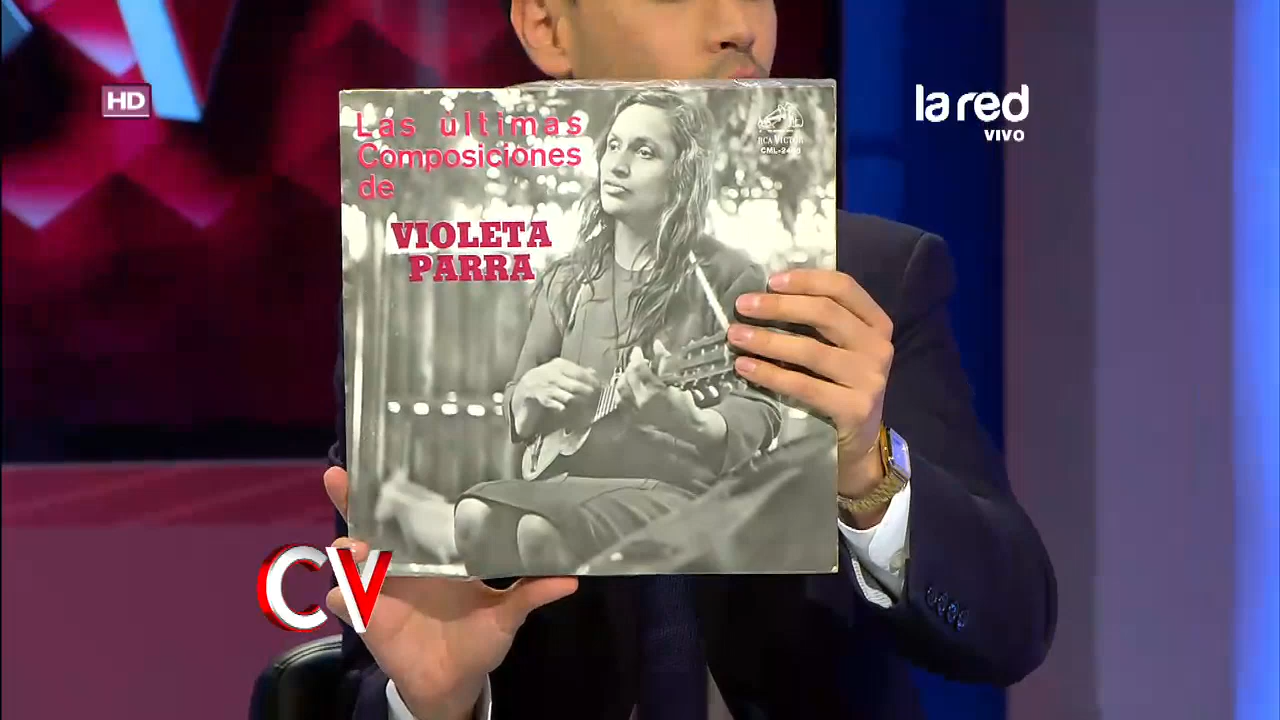 HD
la red
VIVO
Las últimas
Composiciones
de
VIOLETA
PARRA
RCA VICTOR
CV